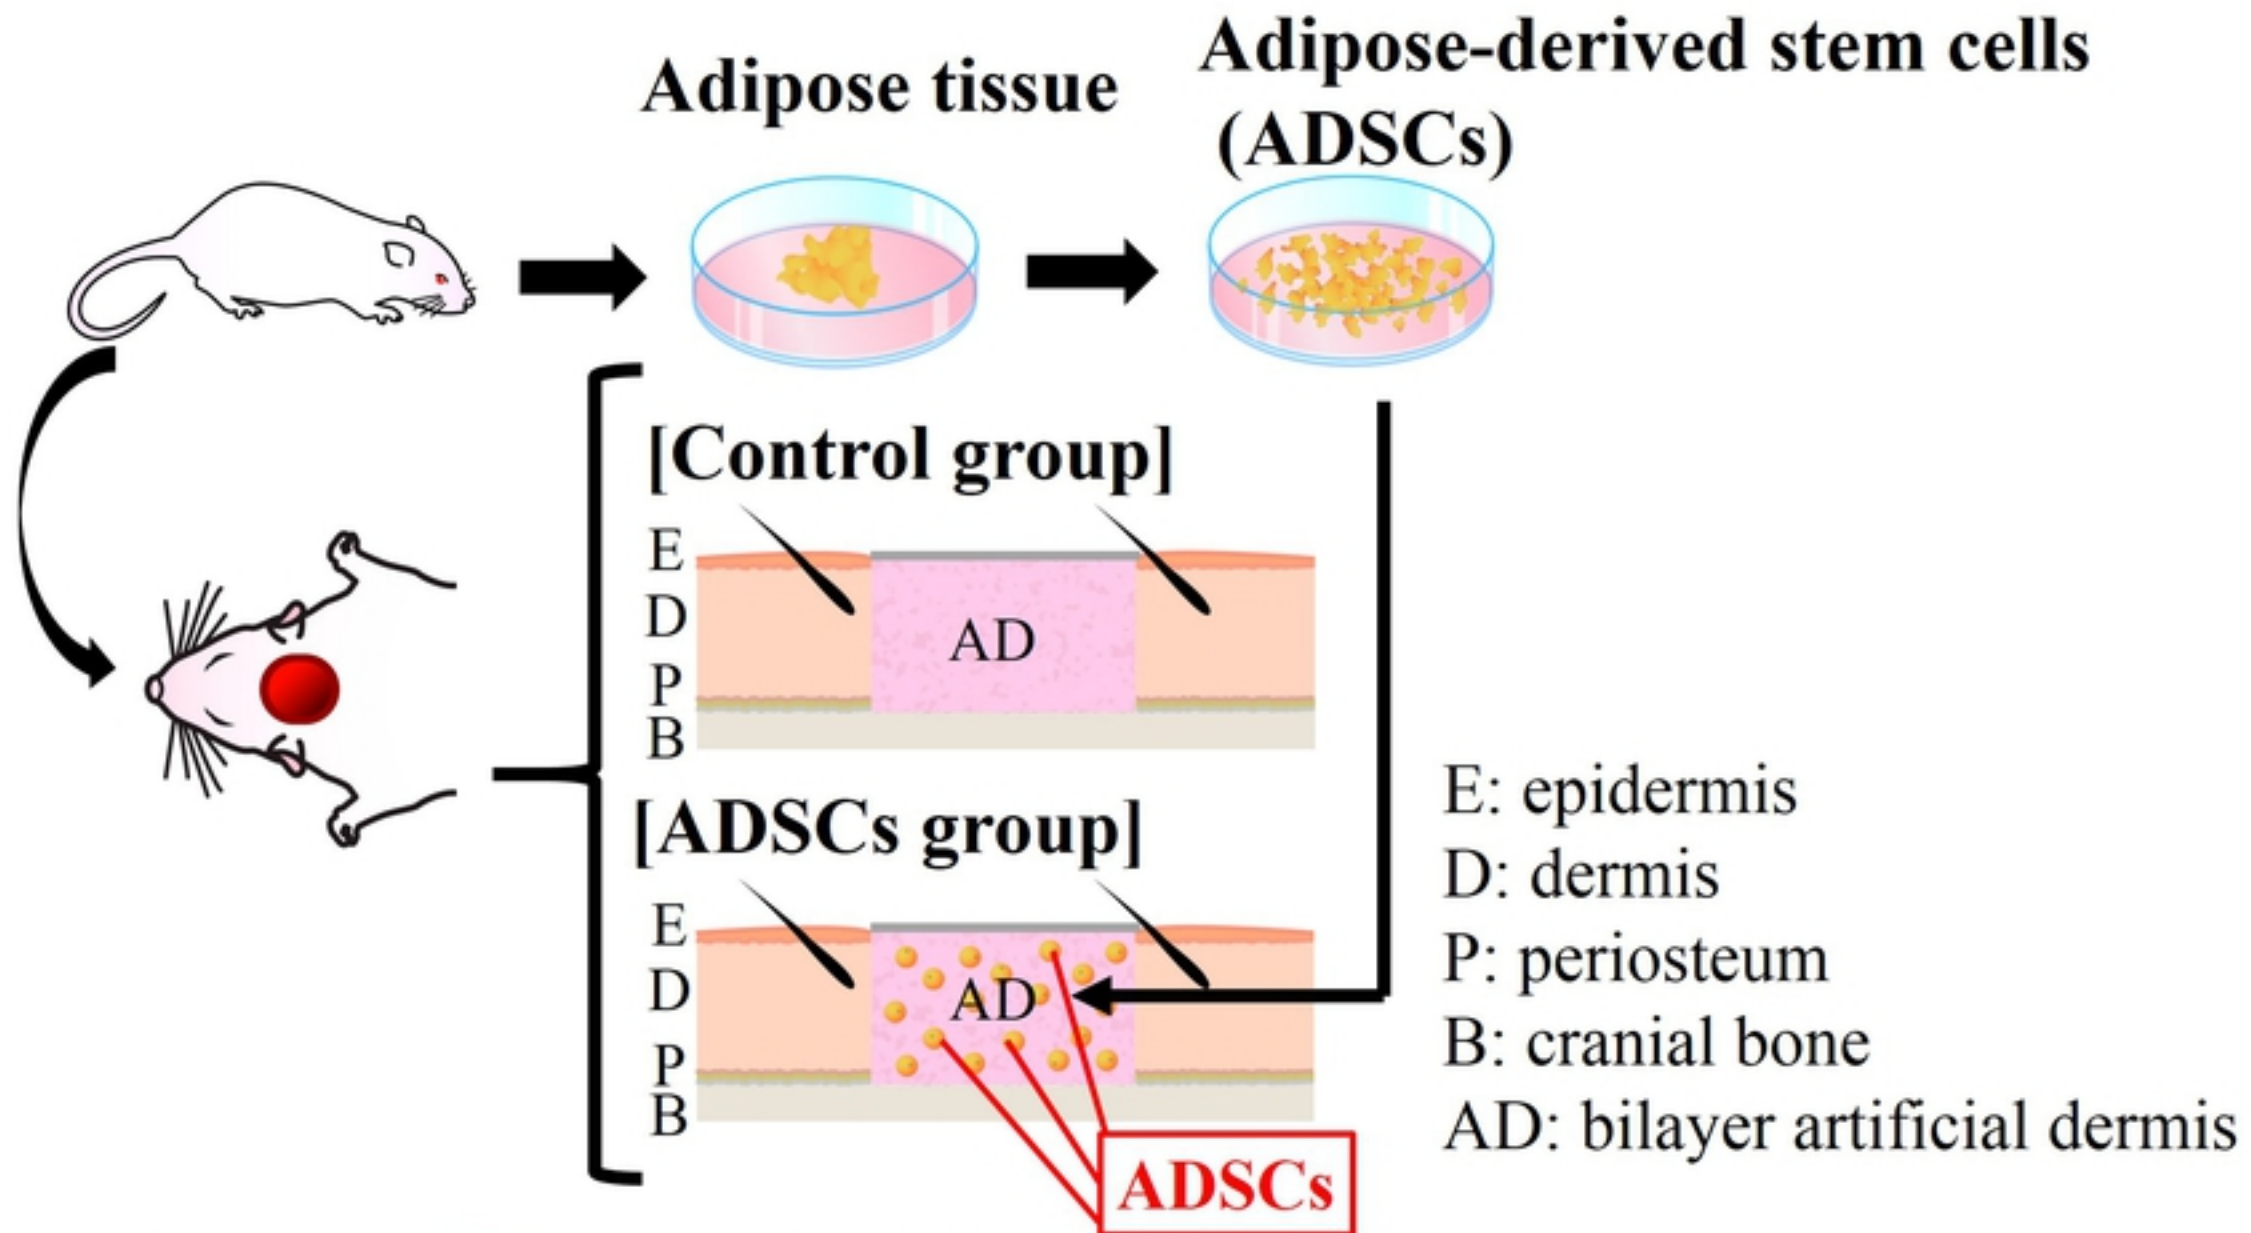 Adipose tissue
Adipose-derived stem cells
(ADSCs)
[Control group]
E
D
AD
P
B
[ADSCs group]
E
D
AD
P
B
ADSCs
E: epidermis
D: dermis
P: periosteum
B: cranial bone
AD: bilayer artificial dermis